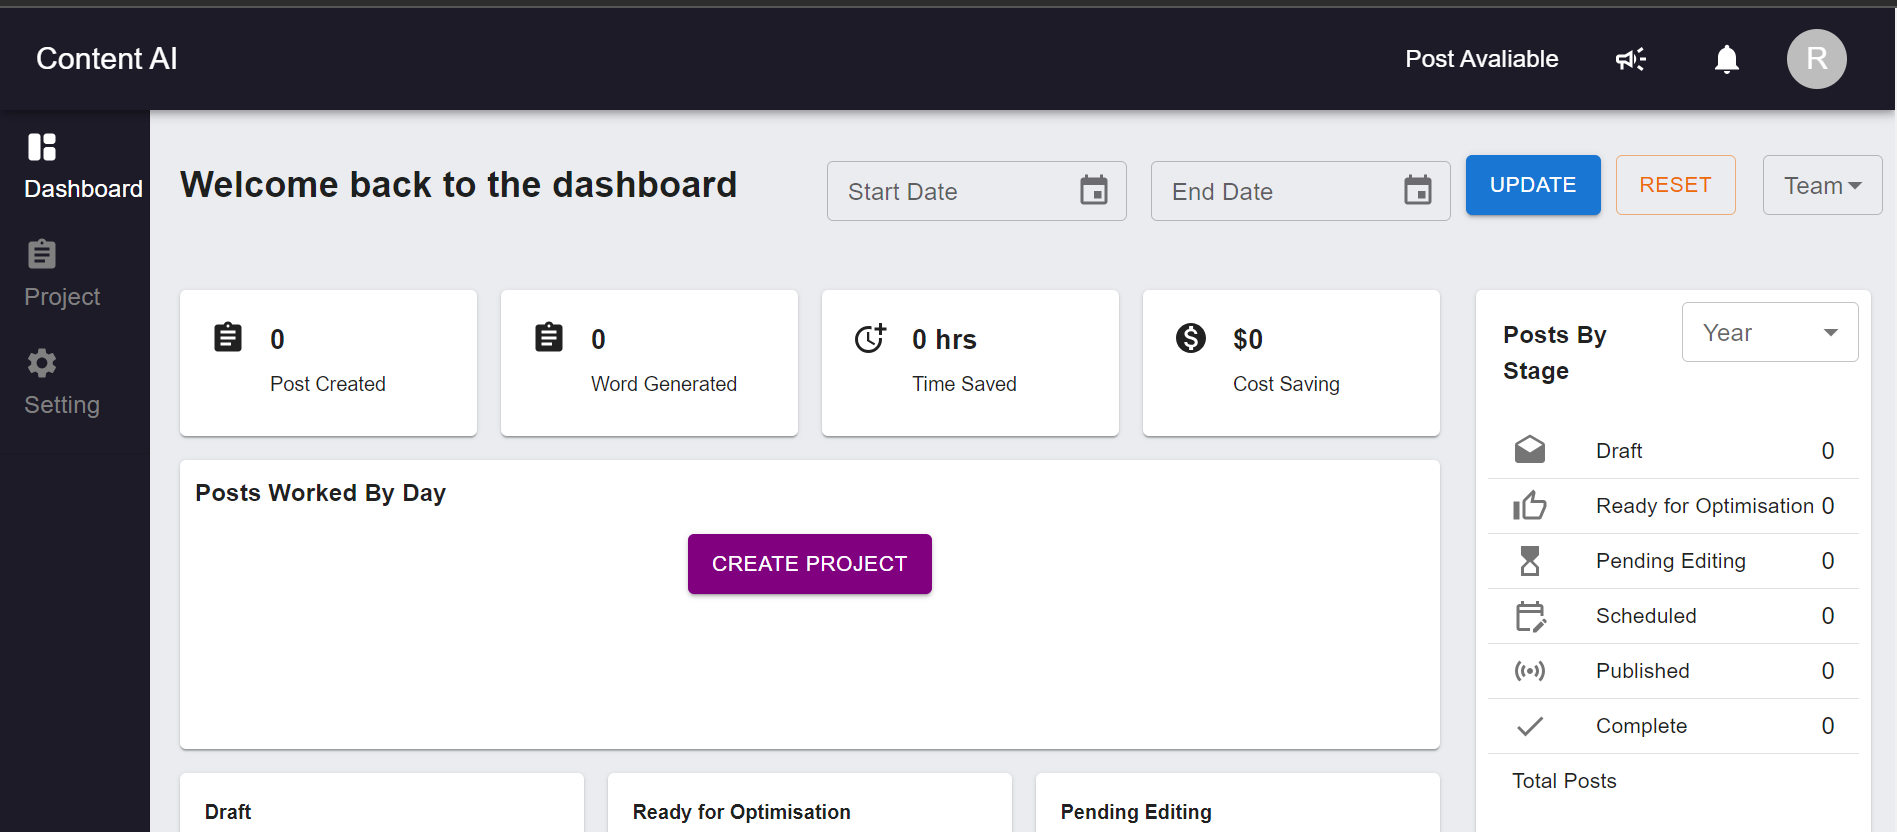 Content AI
Post Avaliable
R
Dashboard
Project
Setting
Welcome back to the dashboard
Start Date
End Date
UPDATE
RESET
Team
0
Post Created
0
Word Generated
0 hrs
Time Saved
$0
Cost Saving
Posts Worked By Day
CREATE PROJECT
Posts By
Stage
Year
Draft 0
Ready for Optimisation 0
Pending Editing 0
Scheduled 0
Published 0
Complete 0
Total Posts
Draft
Ready for Optimisation
Pending Editing